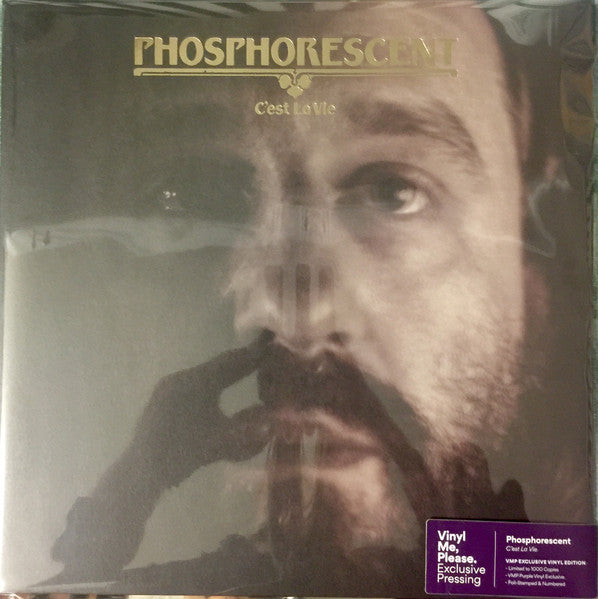 PHOSPHORESCENT
C'est La Vie
Vinyl
Me,
Please.
Exclusive
Pressing
Phosphorescent
C'est La Vie
VMP EXCLUSIVE VINYL EDITION
- Limited to 1000 Copies
- VMP Purple Vinyl Exclusive
- Foil-Stamped & Numbered